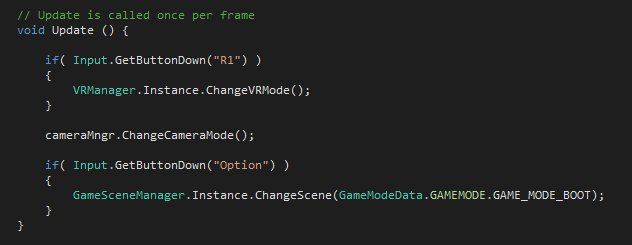 // Update is called once per frame
void Update () {
if( Input.GetButtonDown("R1") )
{
VRManager.Instance.ChangeVRMode();
}
cameraMngr.ChangeCameraMode();
if( Input.GetButtonDown("Option") )
{
GameSceneManager.Instance.ChangeScene(GameModeData.GAMEMODE.GAME_MODE_BOOT);
}
}